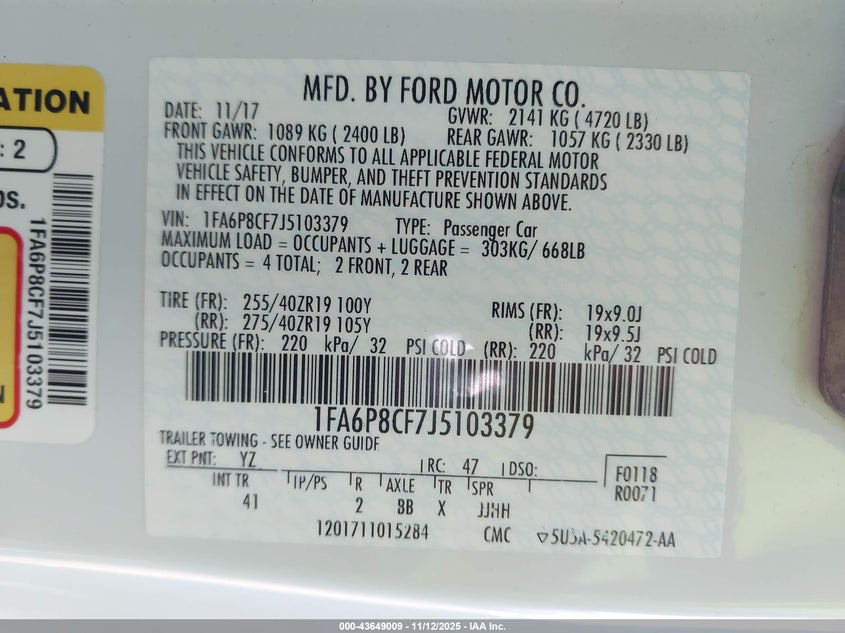 ATION
: 2
OS.
1FA6P8CF7J5103379
N
MFD. BY FORD MOTOR CO.
DATE: 11/17 GVWR: 2141 KG ( 4720 LB)
FRONT GAWR: 1089 KG ( 2400 LB) REAR GAWR: 1057 KG ( 2330 LB)
THIS VEHICLE CONFORMS TO ALL APPLICABLE FEDERAL MOTOR
VEHICLE SAFETY, BUMPER, AND THEFT PREVENTION STANDARDS
IN EFFECT ON THE DATE OF MANUFACTURE SHOWN ABOVE.
VIN: 1FA6P8CF7J5103379 TYPE: Passenger Car
MAXIMUM LOAD = OCCUPANTS + LUGGAGE = 303KG/ 668LB
OCCUPANTS = 4 TOTAL; 2 FRONT, 2 REAR
TIRE (FR): 255/40ZR19 100Y RIMS (FR): 19x9.0J
(RR): 275/40ZR19 105Y (RR): 19x9.5J
PRESSURE (FR): 220 kPa/ 32 PSI COLD (RR): 220 kPa/ 32 PSI COLD
1FA6P8CF7J5103379
TRAILER TOWING - SEE OWNER GUIDE
EXT PNT: YZ RC: 47 DSO: F0118
INT TR TP/PS R AXLE TR SPR R0071
41 2 BB X JJHH
1201711015284 CMC 5U5A-5420472-AA
000-43649009 - 11/12/2025 - IAA Inc.